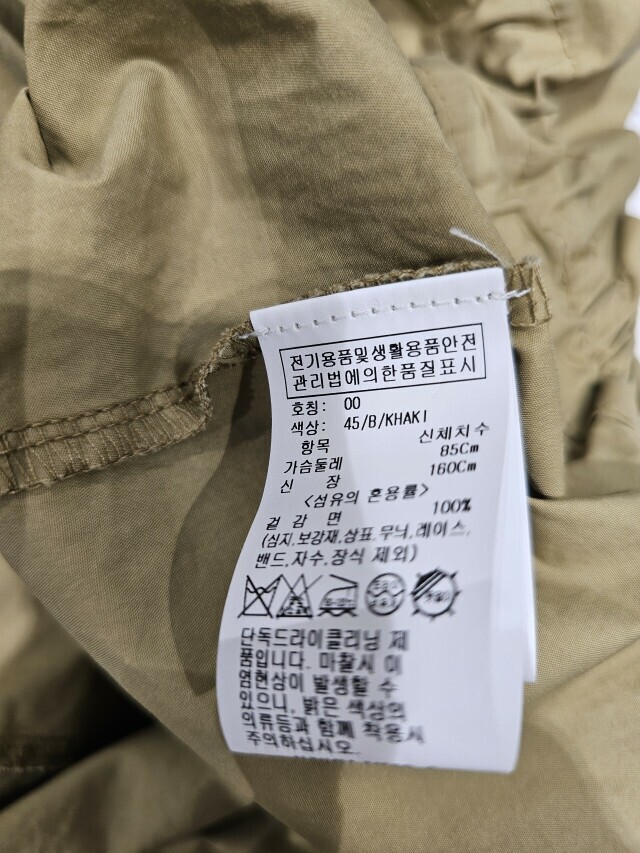 전기용품및생활용품안전
관리법에의한품질표시
호칭: 00
색상: 45/B/KHAKI
항목 신체치수
가슴둘레 85Cm
신 장 160Cm
<섬유의 혼용률>
겉 감 면 100%
(심지,보강재,상표,무늬,레이스,
밴드,자수,장식 제외)
단독드라이클리닝 제
품입니다. 마찰시 이
염현상이 발생할 수
있으니, 밝은 색상의
의류등과 함께 착용시
주의하십시오.